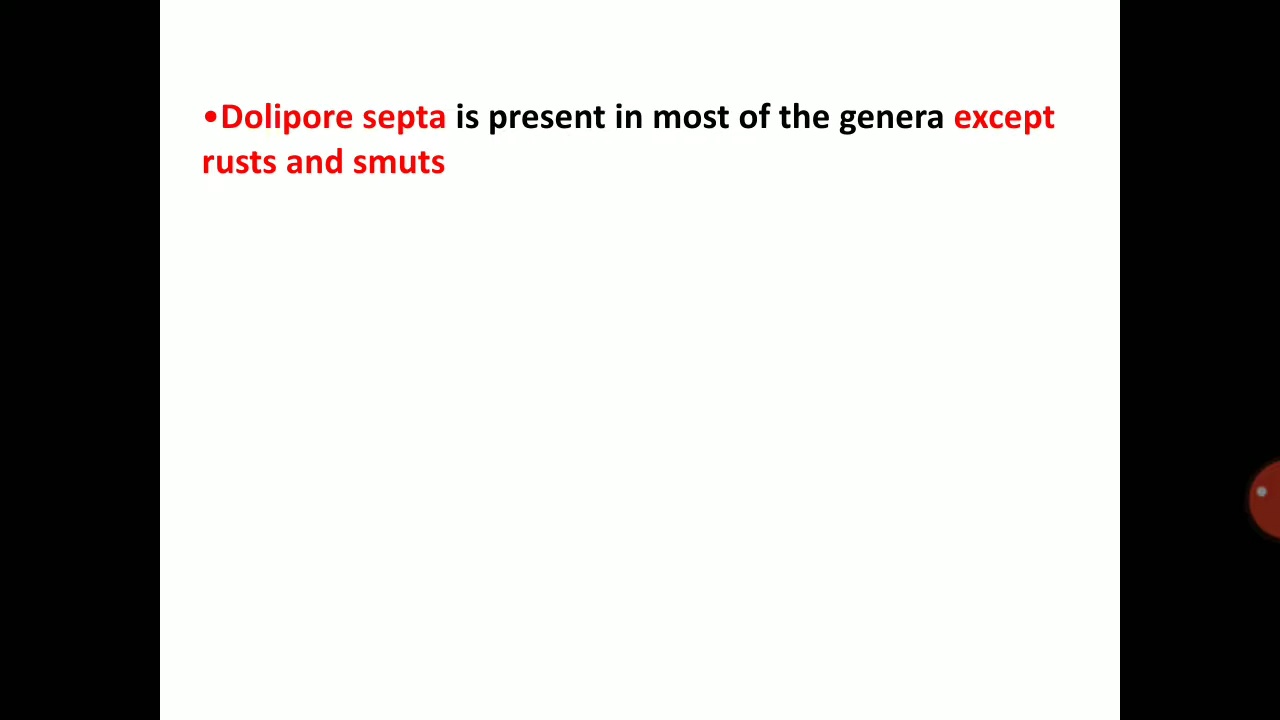 •Dolipore septa is present in most of the genera except
rusts and smuts